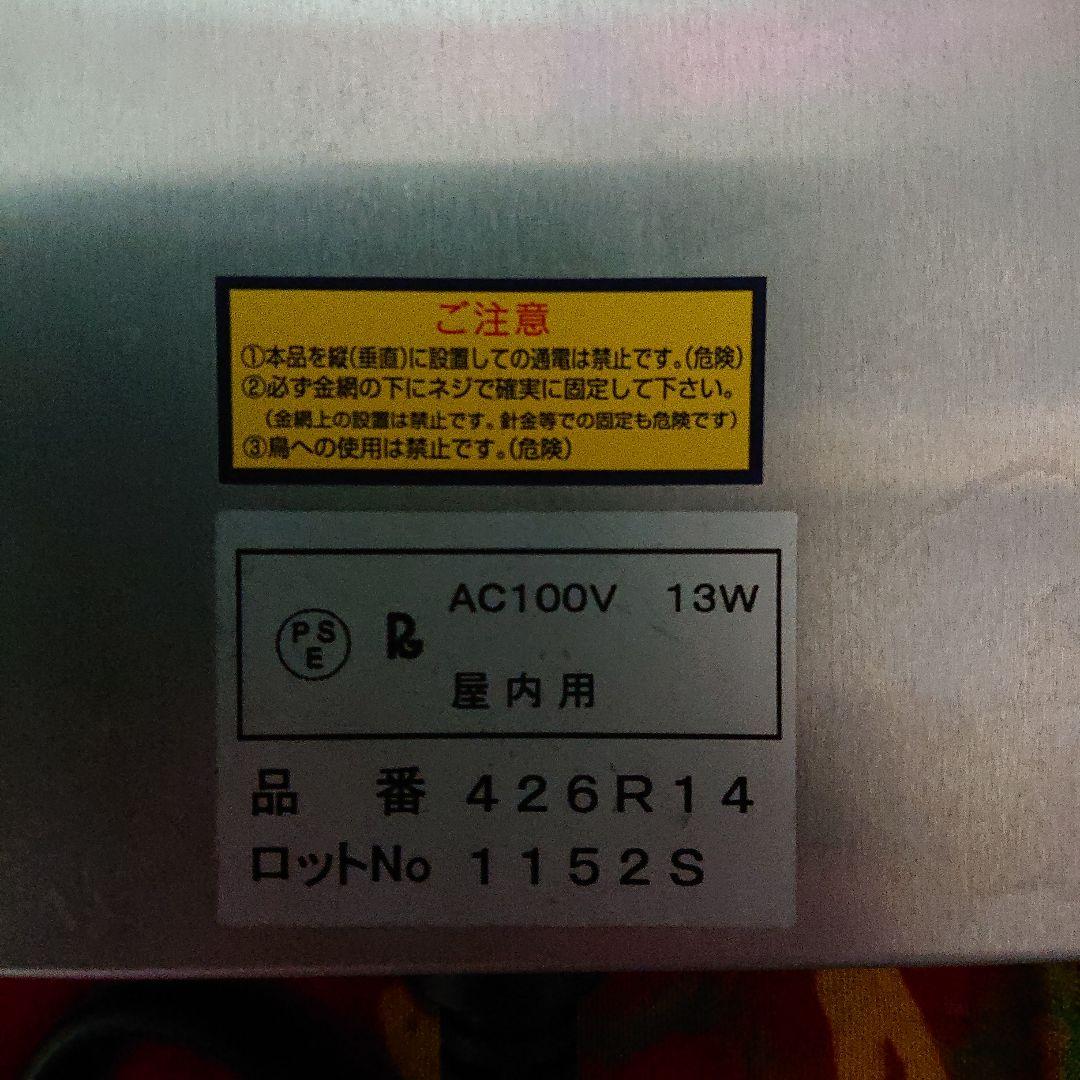 ご注意
①本品を縦(垂直)に設置しての通電は禁止です。(危険)
②必ず金網の下にネジで確実に固定して下さい。
(金網上の設置は禁止です。針金等での固定も危険です)
③鳥への使用は禁止です。(危険)
AC100V 13W
PS
E
屋内用
品番 426R14
ロットNo 1152S